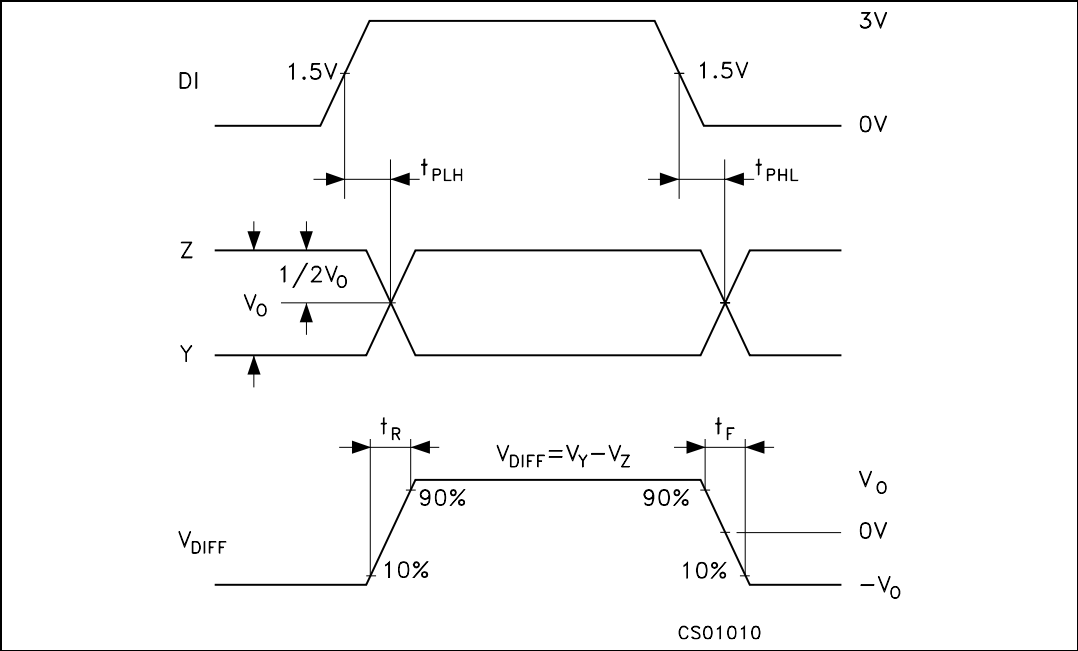 3V
1.5V
1.5V
DI
0V
tPLH
tPHL
Z
1/2VO
VO
Y
tR
tF
VDIFF=VY−VZ
VO
90%
90%
0V
VDIFF
10%
10%
−VO
CS01010